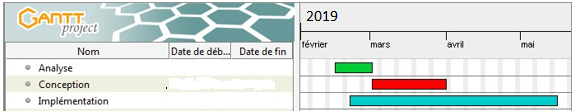 GANTT
project
2019
Nom Date de déb... Date de fin
février mars avril mai
Analyse
Conception
Implémentation